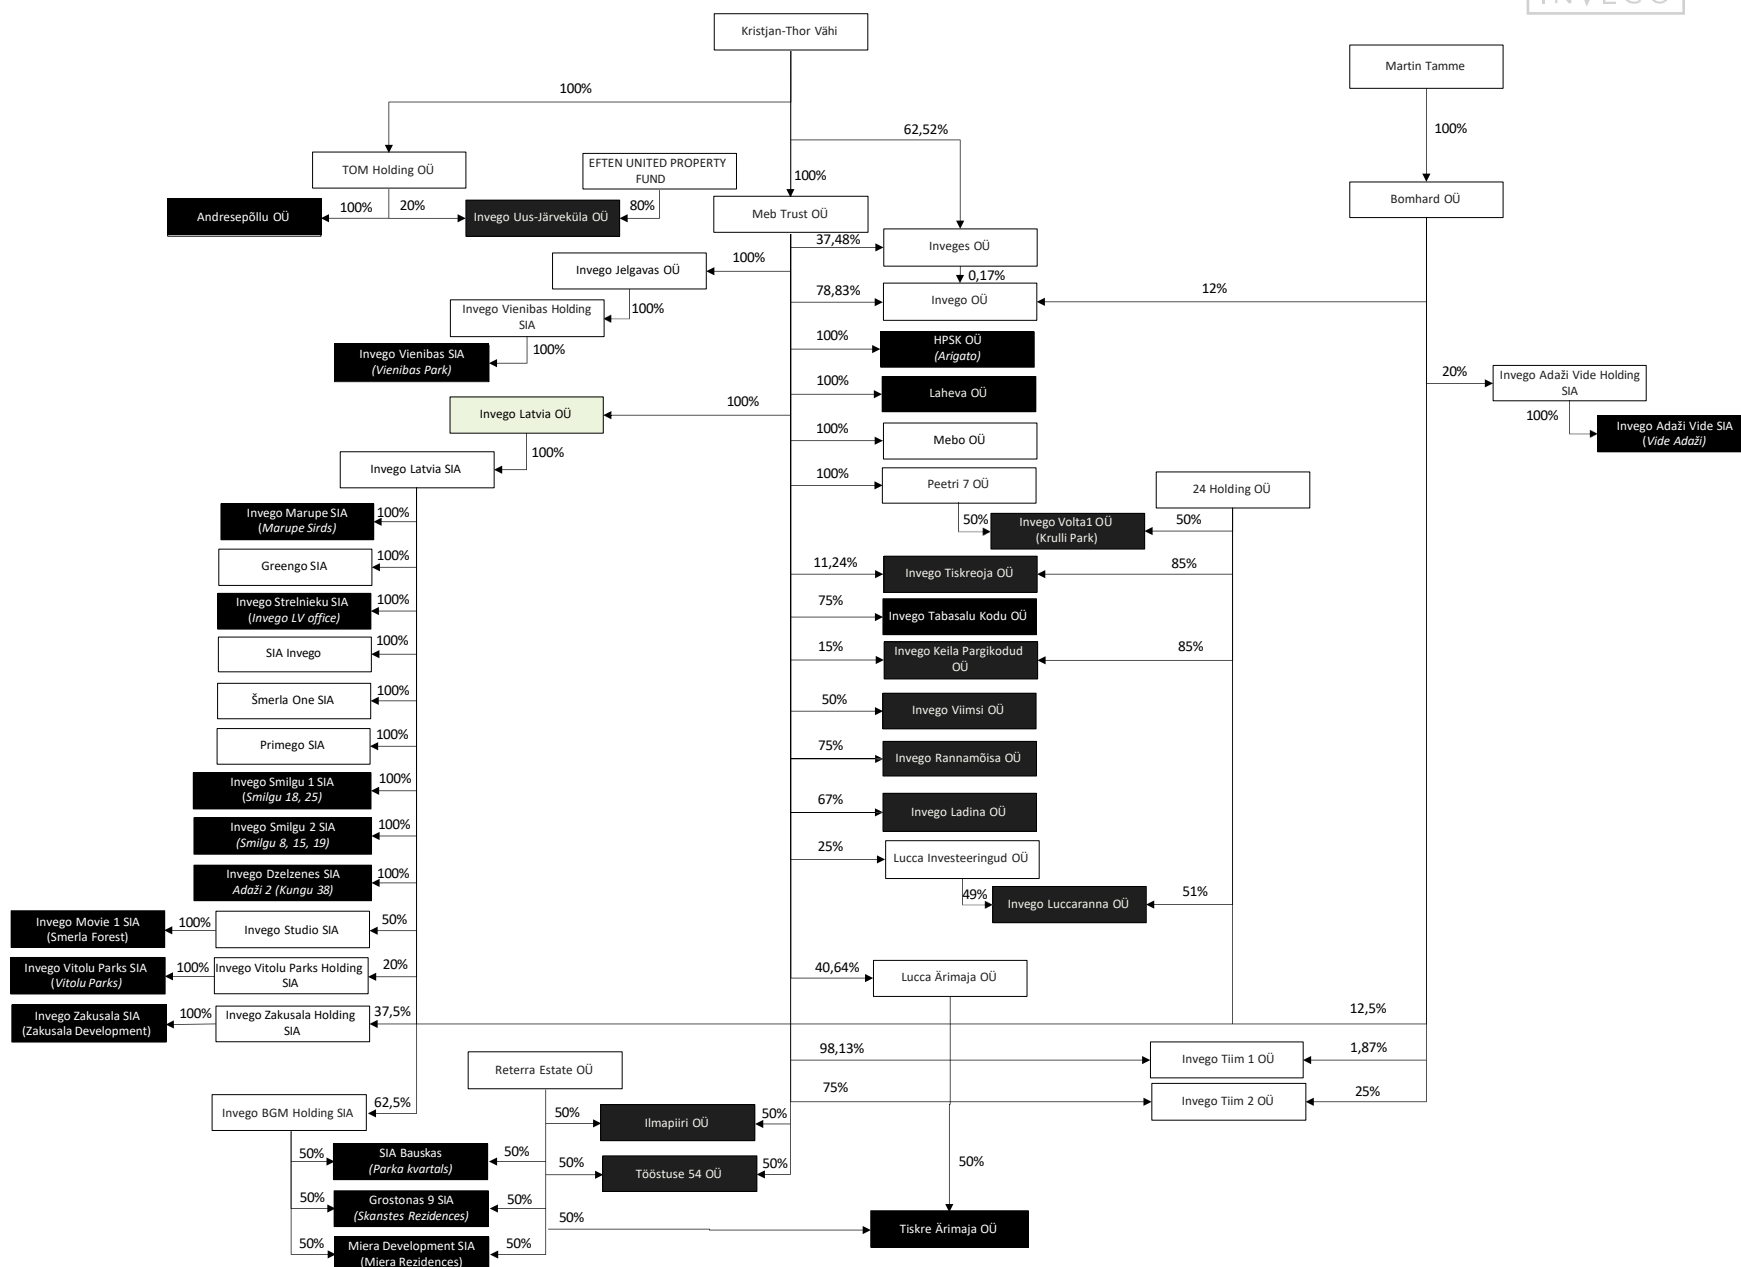 INVEGO
Kristjan-Thor Vähi
Martin Tamme
100%
62,52%
100%
TOM Holding OÜ
EFTEN UNITED PROPERTY
FUND
100%
Bomhard OÜ
Andresepõllu OÜ
100%
20%
Invego Uus-Järveküla OÜ
80%
Meb Trust OÜ
37,48%
Inveges OÜ
Invego Jelgavas OÜ
100%
0,17%
78,83%
Invego OÜ
12%
100%
Invego Vienibas Holding
SIA
100%
HPSK OÜ
(Arigato)
Invego Vienibas SIA
(Vienibas Park)
100%
20%
Invego Adaži Vide Holding
SIA
100%
Laheva OÜ
Invego Latvia OÜ
100%
100%
Invego Adaži Vide SIA
(Vide Adaži)
100%
Mebo OÜ
100%
Invego Latvia SIA
100%
Peetri 7 OÜ
24 Holding OÜ
Invego Marupe SIA
(Marupe Sirds)
100%
50%
Invego Volta1 OÜ
(Krulli Park)
50%
Greengo SIA
100%
11,24%
Invego Tiskreoja OÜ
85%
Invego Strelnieku SIA
(Invego LV office)
100%
75%
Invego Tabasalu Kodu OÜ
SIA Invego
100%
15%
Invego Keila Pargikodud
OÜ
85%
Šmerla One SIA
100%
50%
Invego Viimsi OÜ
Primego SIA
100%
75%
Invego Rannamõisa OÜ
Invego Smilgu 1 SIA
(Smilgu 18, 25)
100%
67%
Invego Ladina OÜ
Invego Smilgu 2 SIA
(Smilgu 8, 15, 19)
100%
25%
Lucca Investeeringud OÜ
Invego Dzelzenes SIA
Adaži 2 (Kungu 38)
100%
49%
Invego Luccaranna OÜ
51%
Invego Movie 1 SIA
(Smerla Forest)
100%
Invego Studio SIA
50%
Invego Vitolu Parks SIA
(Vitolu Parks)
100%
Invego Vitolu Parks Holding
SIA
20%
40,64%
Lucca Ärimaja OÜ
Invego Zakusala SIA
(Zakusala Development)
100%
Invego Zakusala Holding
SIA
37,5%
12,5%
98,13%
Invego Tiim 1 OÜ
1,87%
Reterra Estate OÜ
75%
Invego Tiim 2 OÜ
25%
Invego BGM Holding SIA
62,5%
50%
Ilmapiiri OÜ
50%
50%
SIA Bauskas
(Parka kvartals)
50%
50%
Tööstuse 54 OÜ
50%
50%
50%
Grostonas 9 SIA
(Skanstes Rezidences)
50%
50%
Tiskre Ärimaja OÜ
50%
Miera Development SIA
(Miera Rezidences)
50%